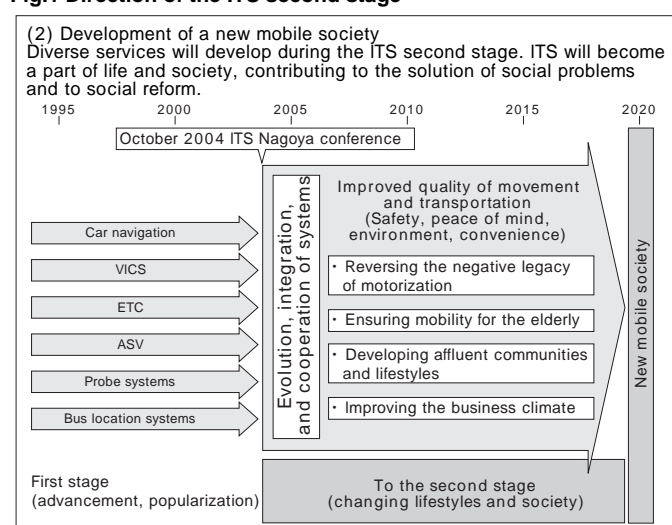 Fig.1 Direction of the ITS second stage
(2) Development of a new mobile society
Diverse services will develop during the ITS second stage. ITS will become
a part of life and society, contributing to the solution of social problems
and to social reform.
1995 2000 2005 2010 2015 2020
October 2004 ITS Nagoya conference
Car navigation
VICS
ETC
ASV
Probe systems
Bus location systems
Evolution, integration,
and cooperation of systems
Improved quality of movement
and transportation
(Safety, peace of mind,
environment, convenience)
・Reversing the negative legacy
of motorization
・Ensuring mobility for the elderly
・Developing affluent communities
and lifestyles
・Improving the business climate
New mobile society
First stage
(advancement, popularization)
To the second stage
(changing lifestyles and society)